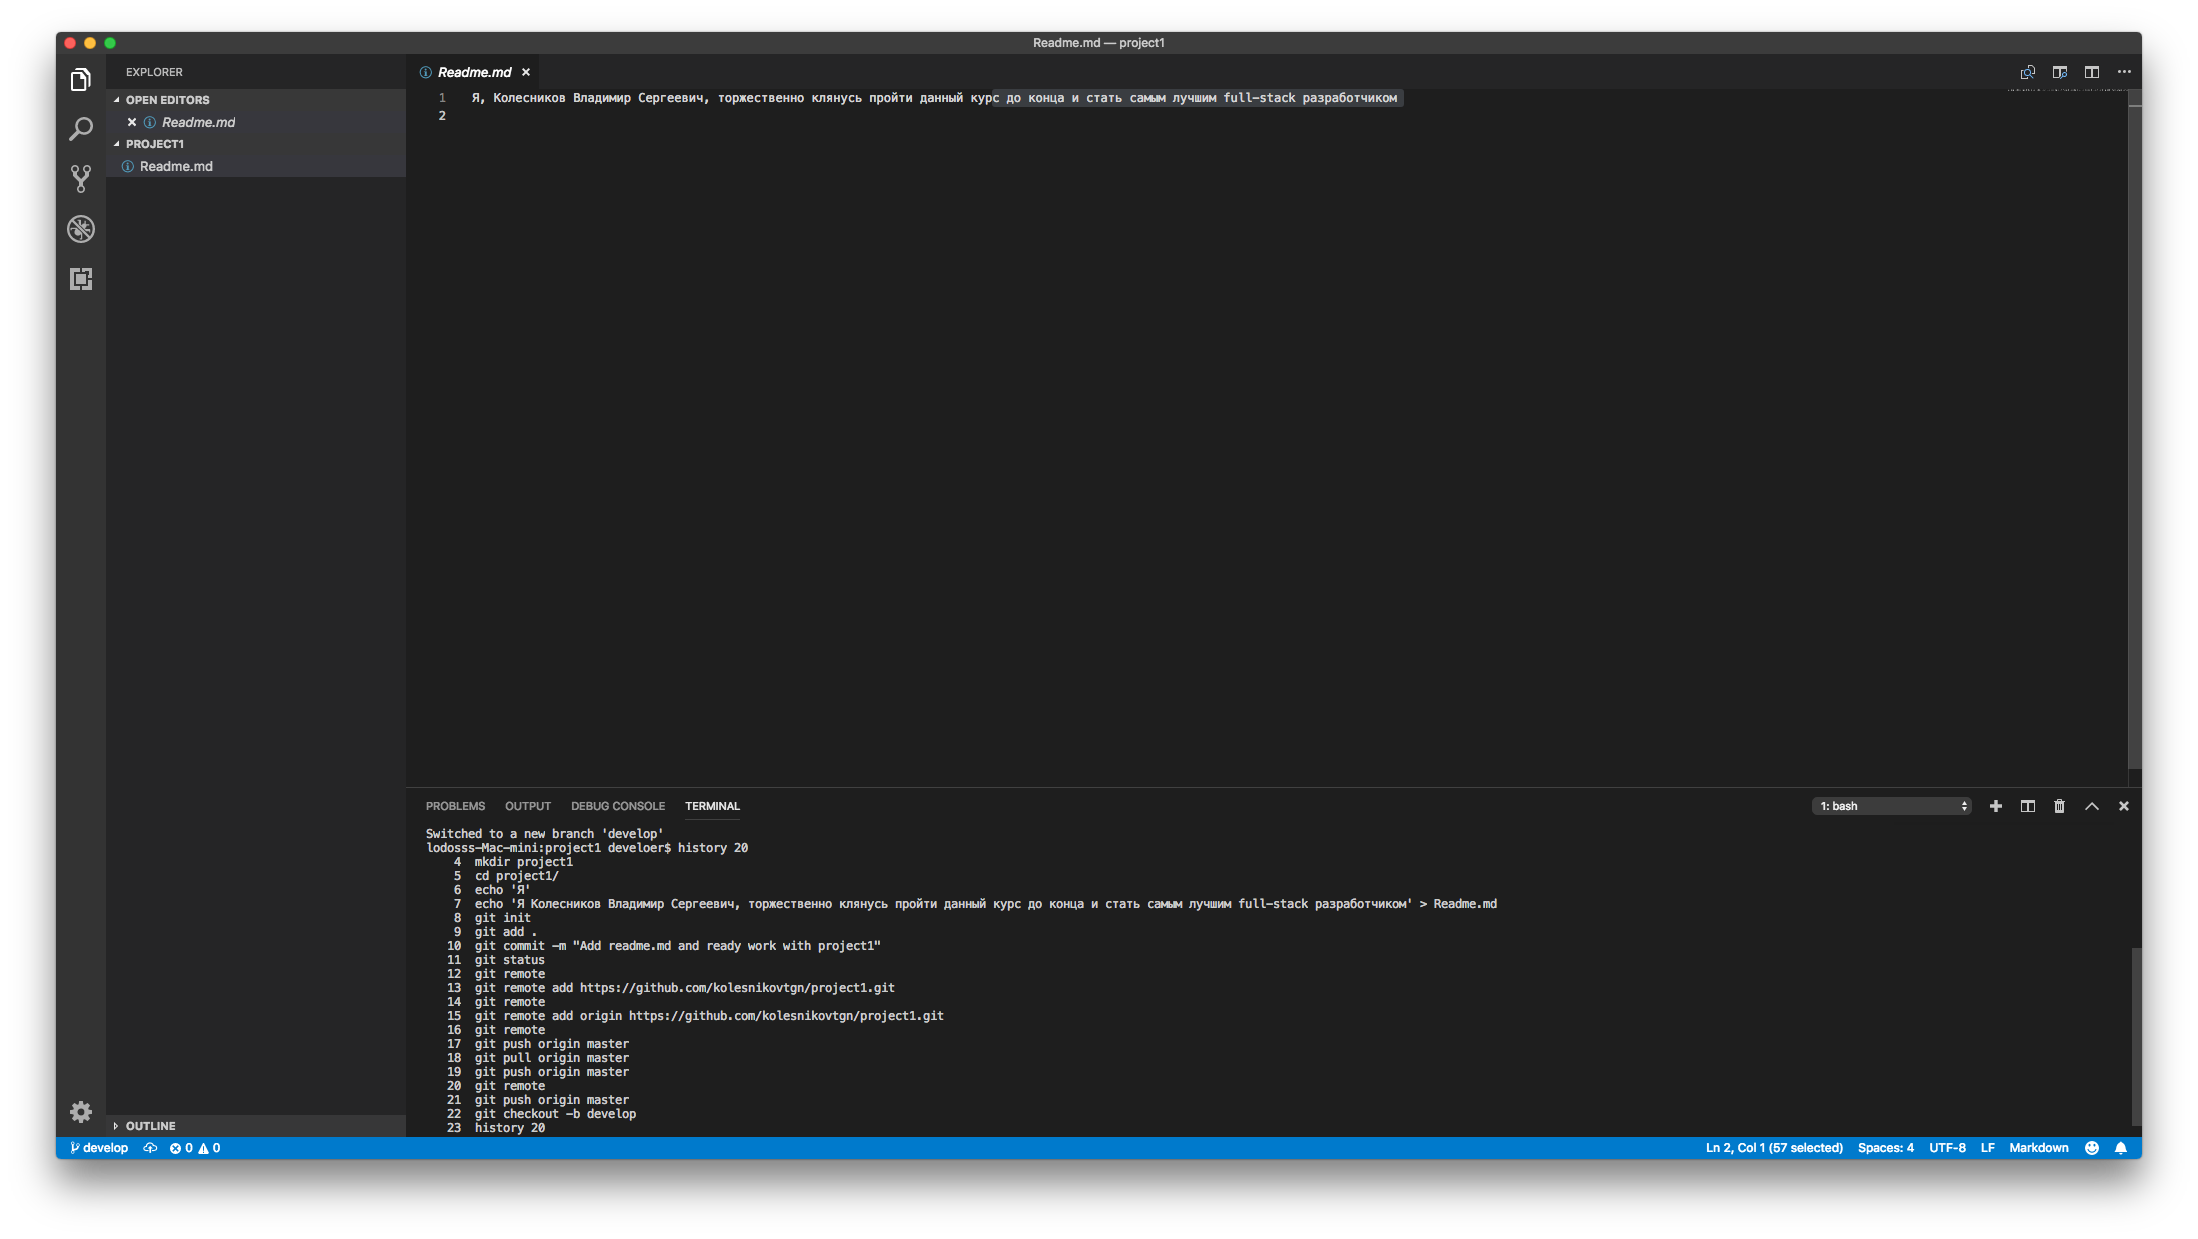 Readme.md — project1
EXPLORER
OPEN EDITORS
Readme.md
PROJECT1
Readme.md
OUTLINE
Readme.md
1 Я, Колесников Владимир Сергеевич, торжественно клянусь пройти данный курс до конца и стать самым лучшим full-stack разработчиком
2
PROBLEMS OUTPUT DEBUG CONSOLE TERMINAL
1: bash
Switched to a new branch 'develop'
lodosss-Mac-mini:project1 develoer$ history 20
4 mkdir project1
5 cd project1/
6 echo 'Я'
7 echo 'Я Колесников Владимир Сергеевич, торжественно клянусь пройти данный курс до конца и стать самым лучшим full-stack разработчиком' > Readme.md
8 git init
9 git add .
10 git commit -m "Add readme.md and ready work with project1"
11 git status
12 git remote
13 git remote add https://github.com/kolesnikovtgn/project1.git
14 git remote
15 git remote add origin https://github.com/kolesnikovtgn/project1.git
16 git remote
17 git push origin master
18 git pull origin master
19 git push origin master
20 git remote
21 git push origin master
22 git checkout -b develop
23 history 20
develop 0 0
Ln 2, Col 1 (57 selected) Spaces: 4 UTF-8 LF Markdown